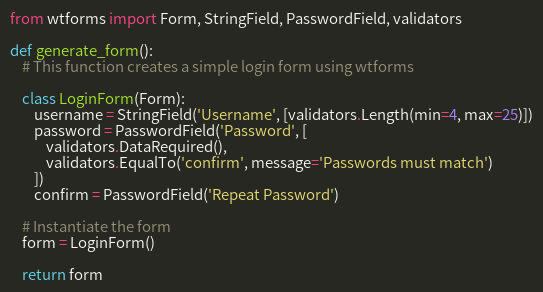 from wtforms import Form, StringField, PasswordField, validators

def generate_form():
    # This function creates a simple login form using wtforms

    class LoginForm(Form):
        username = StringField('Username', [validators.Length(min=4, max=25)])
        password = PasswordField('Password', [
            validators.DataRequired(),
            validators.EqualTo('confirm', message='Passwords must match')
        ])
        confirm = PasswordField('Repeat Password')

    # Instantiate the form
    form = LoginForm()

    return form